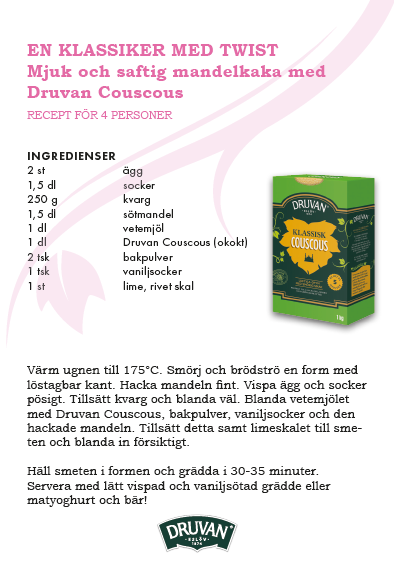 EN KLASSIKER MED TWIST
Mjuk och saftig mandelkaka med
Druvan Couscous
RECEPT FÖR 4 PERSONER
INGREDIENSER
2 st ägg
1,5 dl socker
250 g kvarg
1,5 dl sötmandel
1 dl vetemjöl
1 dl Druvan Couscous (okokt)
2 tsk bakpulver
1 tsk vaniljsocker
1 st lime, rivet skal
DRUVAN
KLASSISK
COUSCOUS
1 kg
Värm ugnen till 175°C. Smörj och brödströ en form med
löstagbar kant. Hacka mandeln fint. Vispa ägg och socker
pösigt. Tillsätt kvarg och blanda väl. Blanda vetemjölet
med Druvan Couscous, bakpulver, vaniljsocker och den
hackade mandeln. Tillsätt detta samt limeskalet till sme-
ten och blanda in försiktigt.
Häll smeten i formen och grädda i 30-35 minuter.
Servera med lätt vispad och vaniljsötad grädde eller
matyoghurt och bär!
DRUVAN
ESLÖV
1874